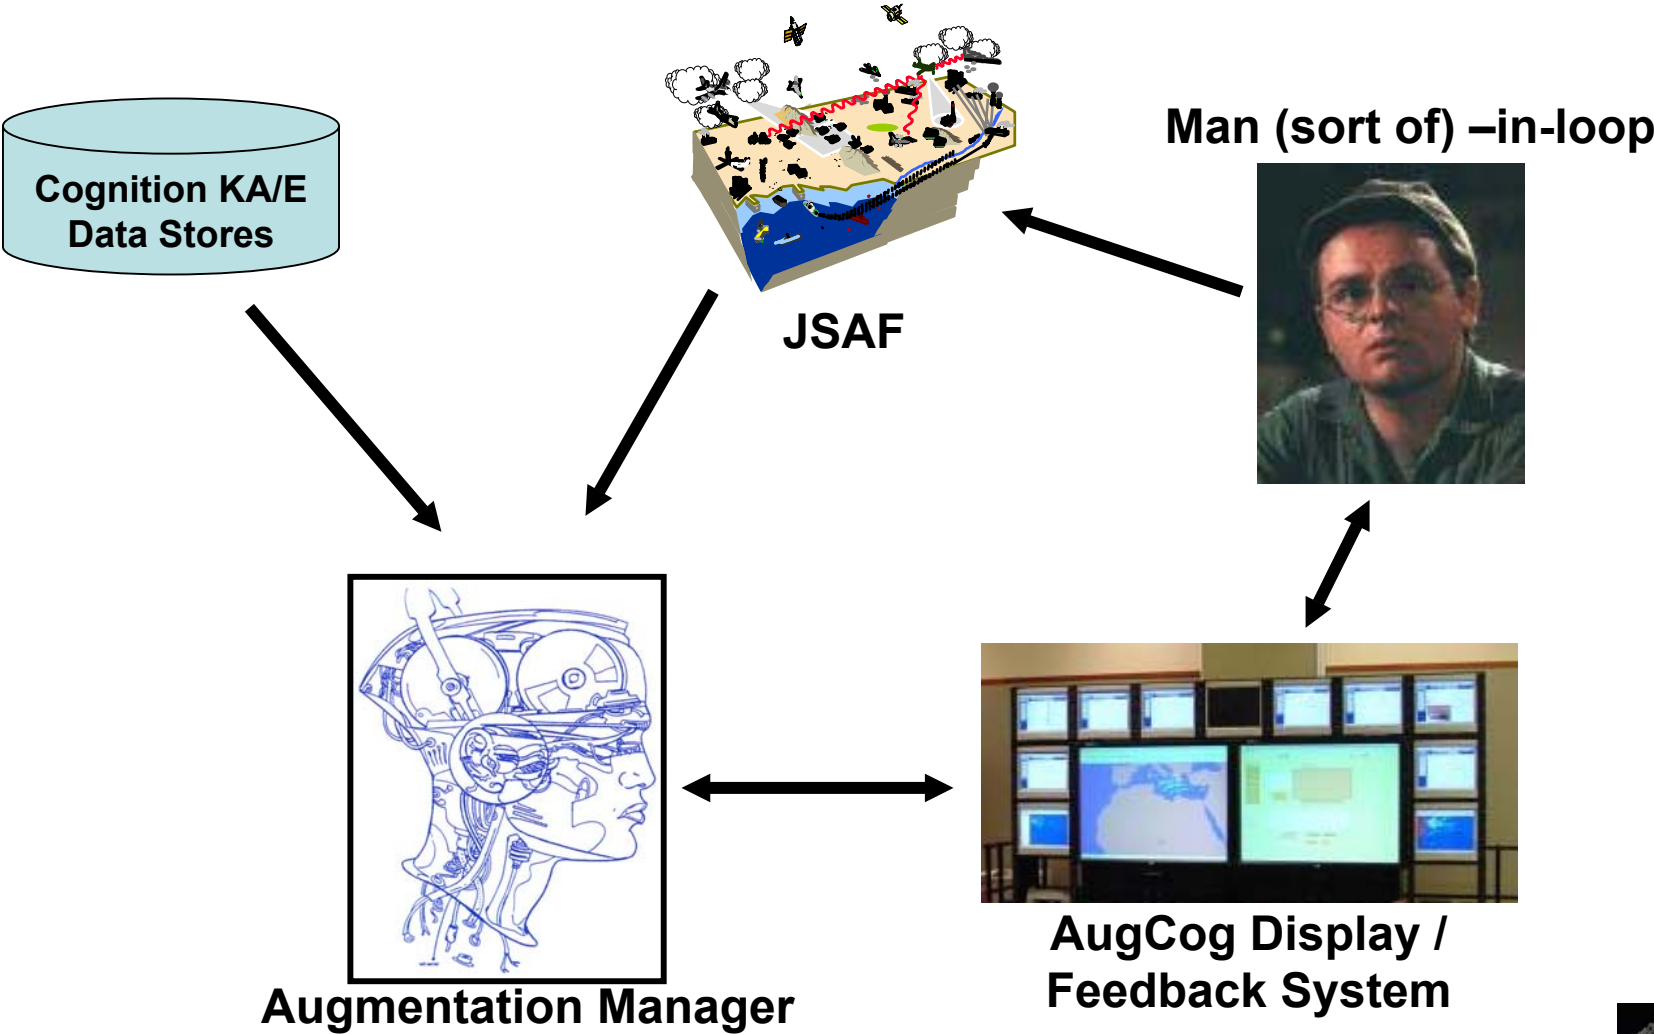 Man (sort of) –in-loop
Cognition KA/E
Data Stores
JSAF
AugCog Display /
Feedback System
Augmentation Manager